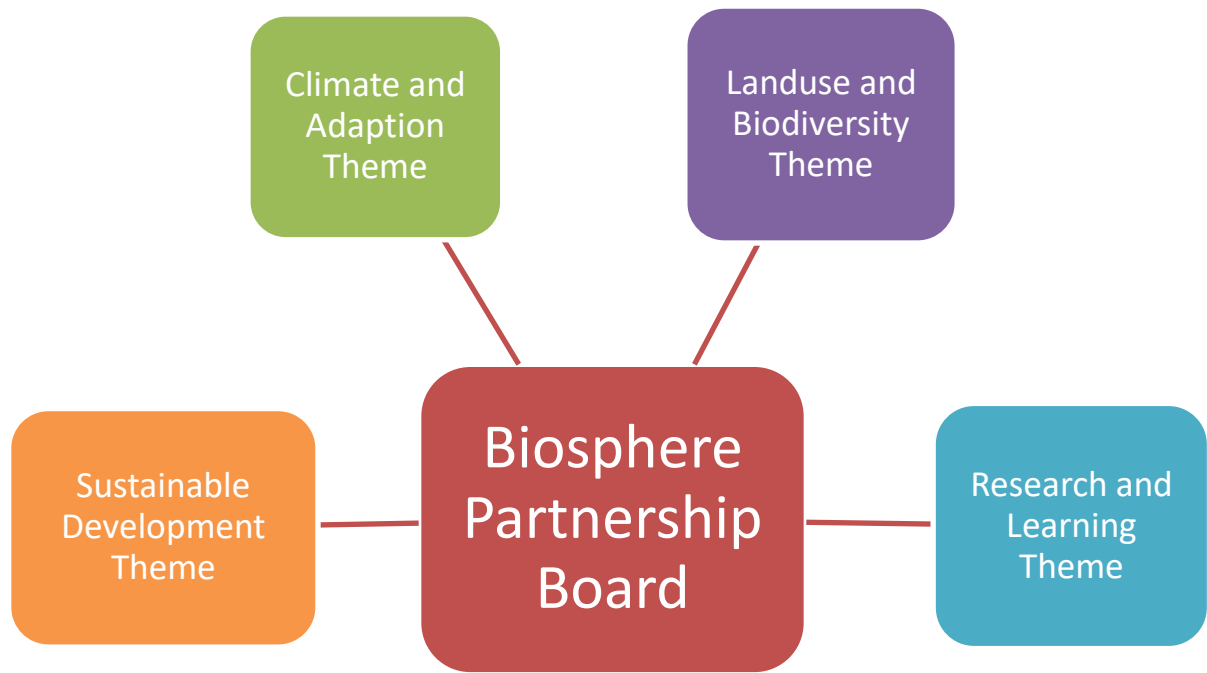 Climate and
Adaption
Theme
Landuse and
Biodiversity
Theme
Sustainable
Development
Theme
Biosphere
Partnership
Board
Research and
Learning
Theme